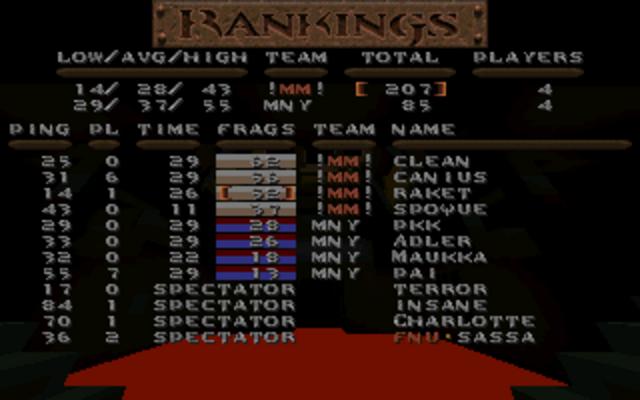 RANKINGS
LOW/AVG/HIGH TEAM TOTAL PLAYERS
14/ 28/ 43 !MM! [ 207] 4
29/ 37/ 55 MNY 85 4
PING PL TIME FRAGS TEAM NAME
25 0 29 62 !MM! CLEAN
31 6 29 56 !MM! CANIUS
14 1 26 [ 52 ] !MM! RAKET
43 0 11 37 !MM! SPOQUE
29 0 29 28 MNY PKK
33 0 29 26 MNY ADLER
32 0 22 18 MNY MAUKKA
55 7 29 13 MNY PAI
17 0 SPECTATOR TERROR
84 1 SPECTATOR INSANE
70 1 SPECTATOR CHARLOTTE
36 2 SPECTATOR FNU·SASSA